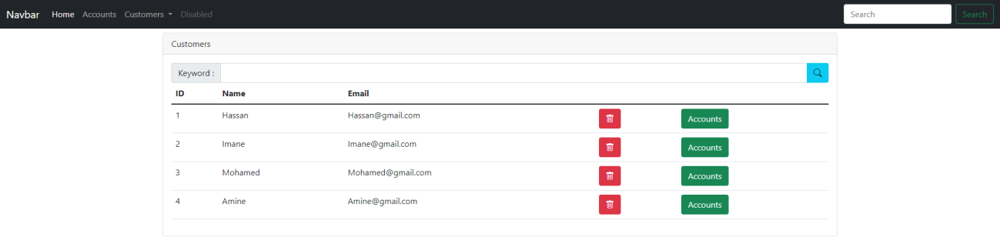 Navbar Home Accounts Customers Disabled Search Search
Customers
Keyword :
ID Name Email
1 Hassan Hassan@gmail.com Accounts
2 Imane Imane@gmail.com Accounts
3 Mohamed Mohamed@gmail.com Accounts
4 Amine Amine@gmail.com Accounts